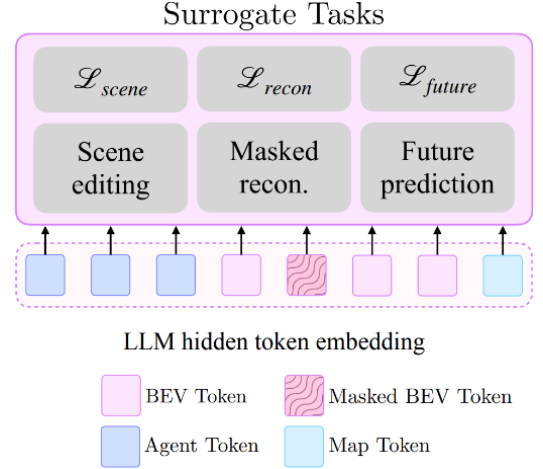 Surrogate Tasks
ℒscene ℒrecon ℒfuture
Scene editing Masked recon. Future prediction
LLM hidden token embedding
BEV Token Masked BEV Token
Agent Token Map Token